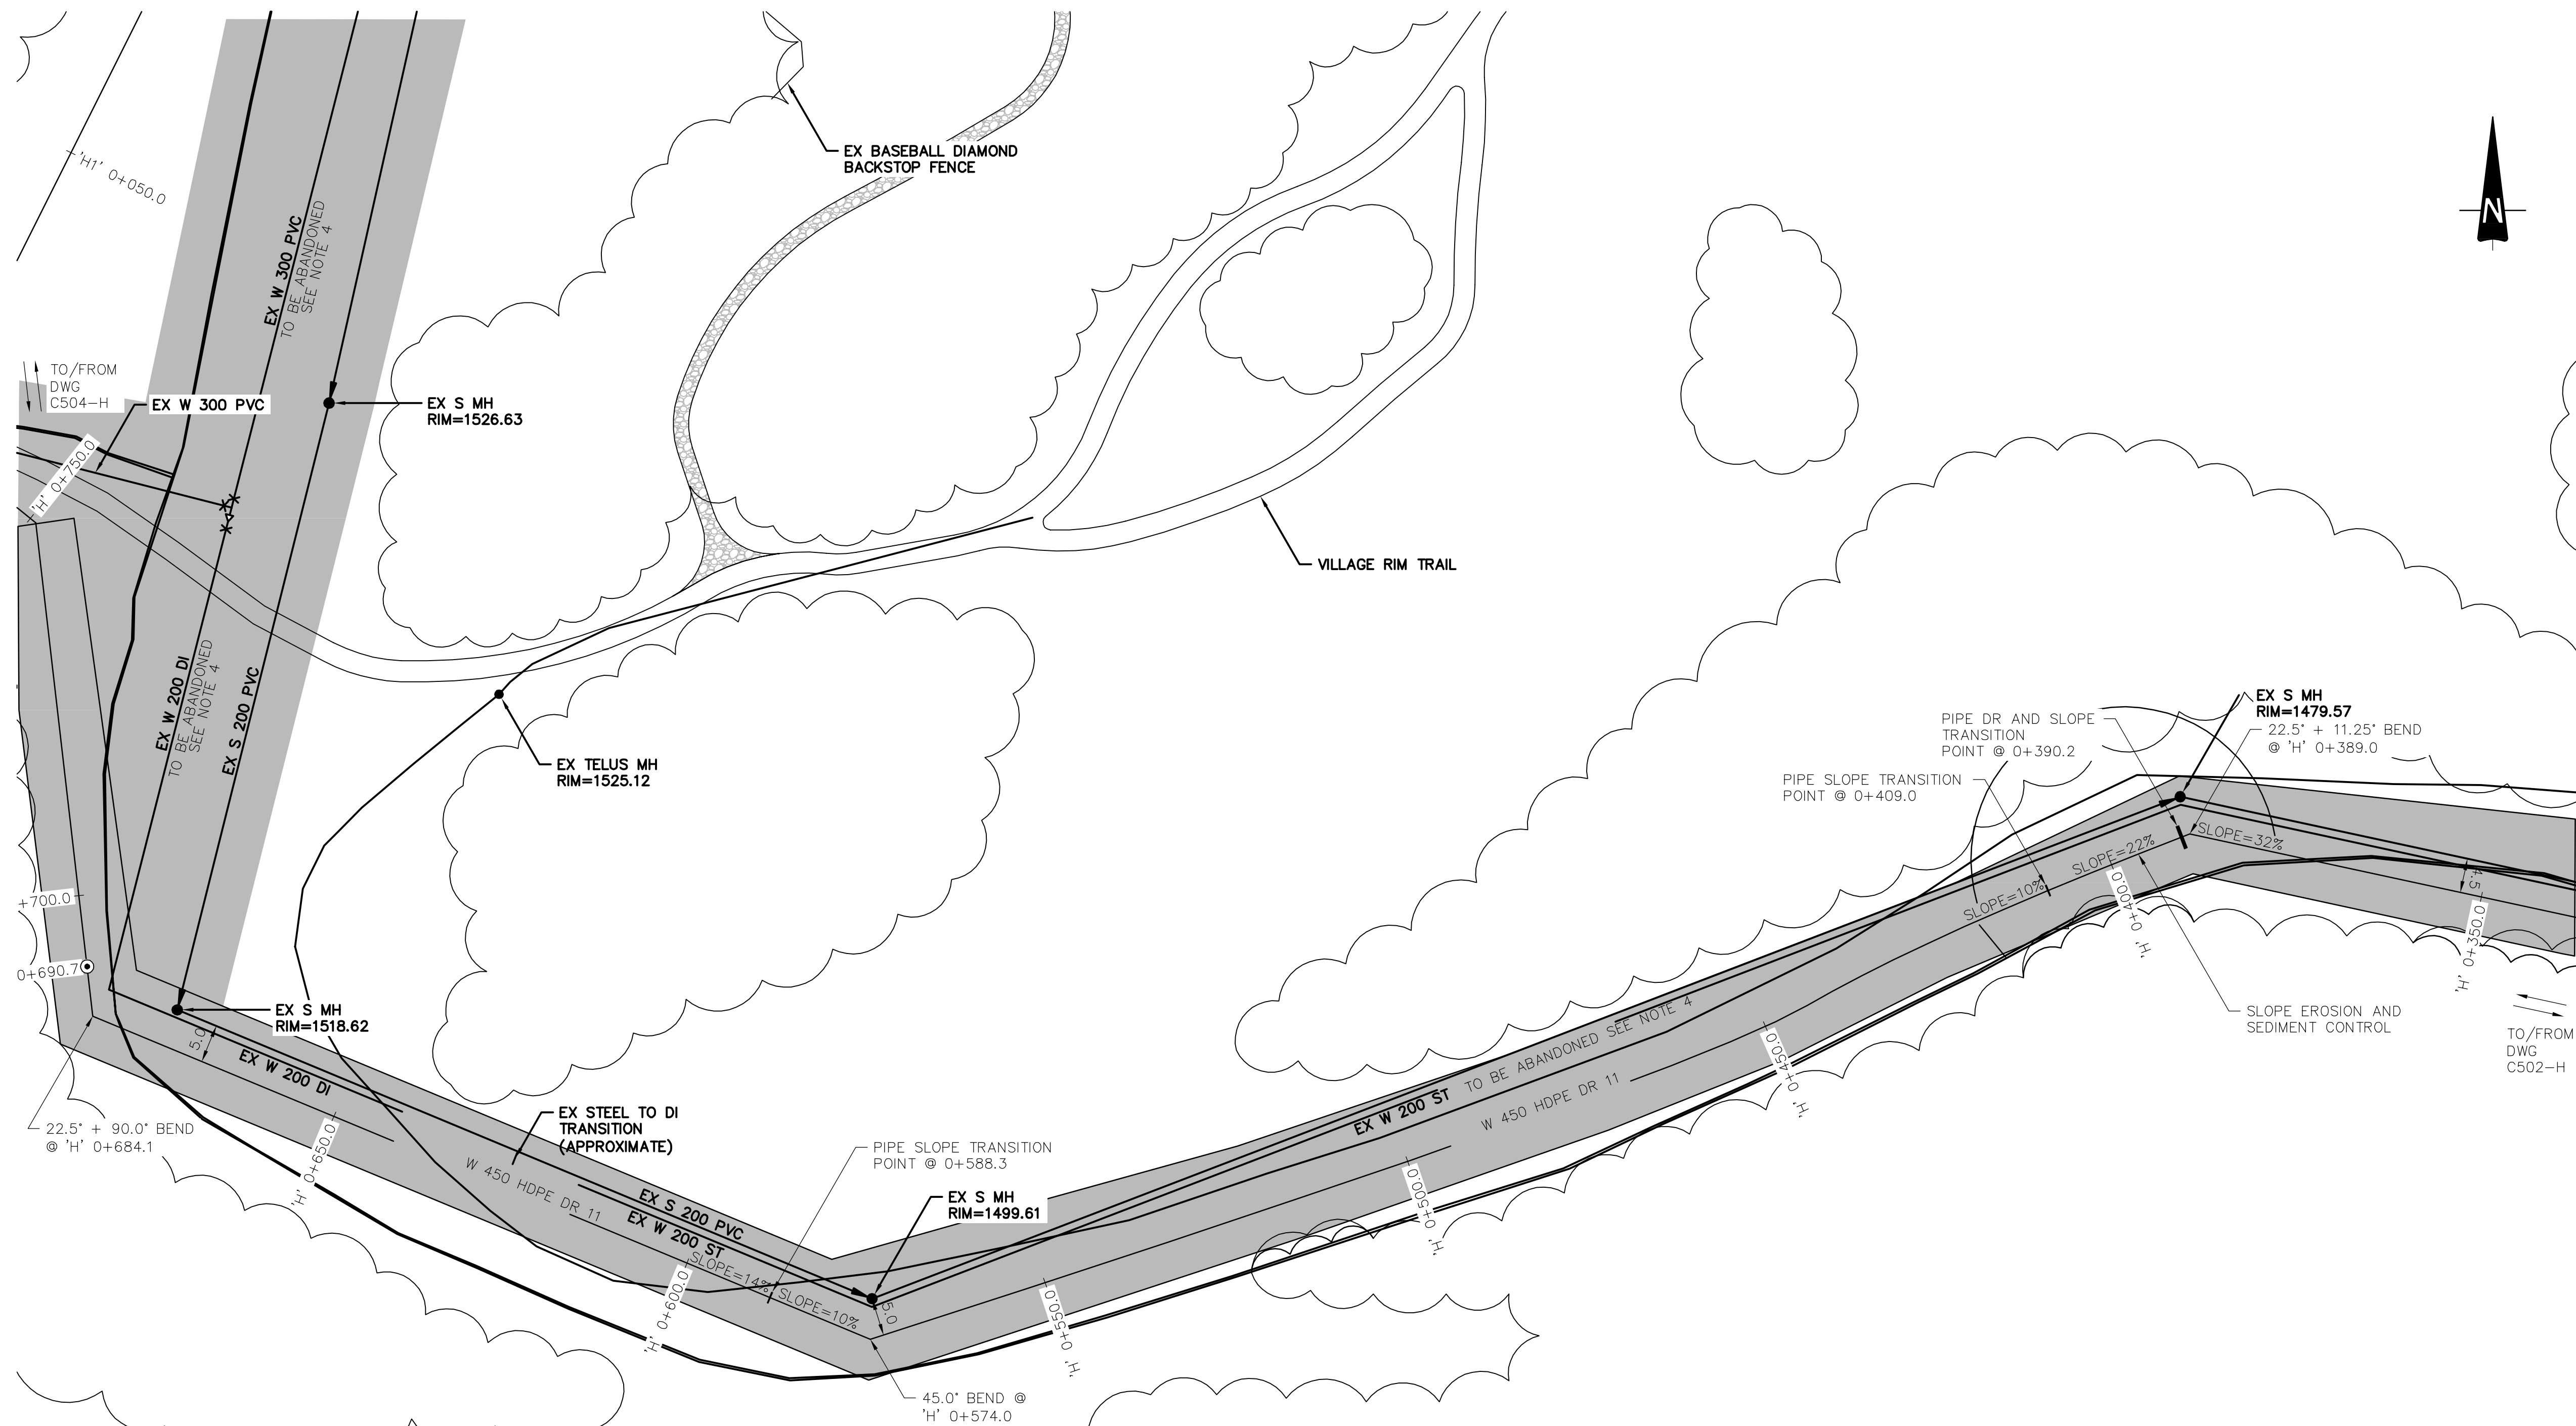 'H1' 0+050.0
EX BASEBALL DIAMOND
BACKSTOP FENCE
N
EX W 300 PVC
TO BE ABANDONED
SEE NOTE 4
TO/FROM
DWG
C504-H
EX W 300 PVC
EX S MH
RIM=1526.63
'H' 0+750.0
VILLAGE RIM TRAIL
EX W 200 DI
TO BE ABANDONED
SEE NOTE 4
EX S 200 PVC
EX TELUS MH
RIM=1525.12
EX S MH
RIM=1479.57
22.5° + 11.25° BEND
@ 'H' 0+389.0
PIPE DR AND SLOPE
TRANSITION
POINT @ 0+390.2
PIPE SLOPE TRANSITION
POINT @ 0+409.0
SLOPE=32%
SLOPE=22%
SLOPE=10%
4.5
'H' 0+400.0
'H' 0+350.0
+700.0
0+690.7
EX S MH
RIM=1518.62
5.0
EX W 200 DI
SLOPE EROSION AND
SEDIMENT CONTROL
TO/FROM
DWG
C502-H
EX W 200 ST
TO BE ABANDONED SEE NOTE 4
W 450 HDPE DR 11
'H' 0+450.0
22.5° + 90.0° BEND
@ 'H' 0+684.1
'H' 0+650.0
EX STEEL TO DI
TRANSITION
(APPROXIMATE)
PIPE SLOPE TRANSITION
POINT @ 0+588.3
W 450 HDPE DR 11
EX S 200 PVC
EX W 200 ST
EX S MH
RIM=1499.61
'H' 0+500.0
SLOPE=14%
SLOPE=10%
5.0
'H' 0+600.0
'H' 0+550.0
45.0° BEND @
'H' 0+574.0